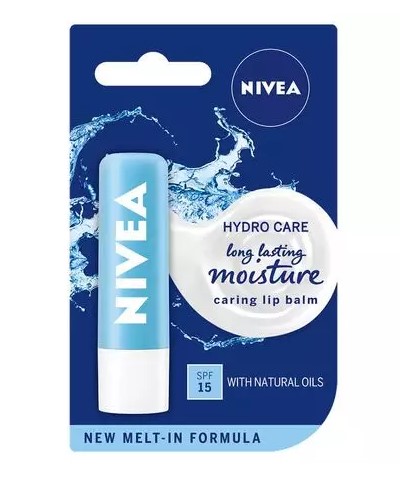 NIVEA
NIVEA
HYDRO CARE
long lasting
moisture
caring lip balm
SPF
15
WITH NATURAL OILS
NEW MELT-IN FORMULA